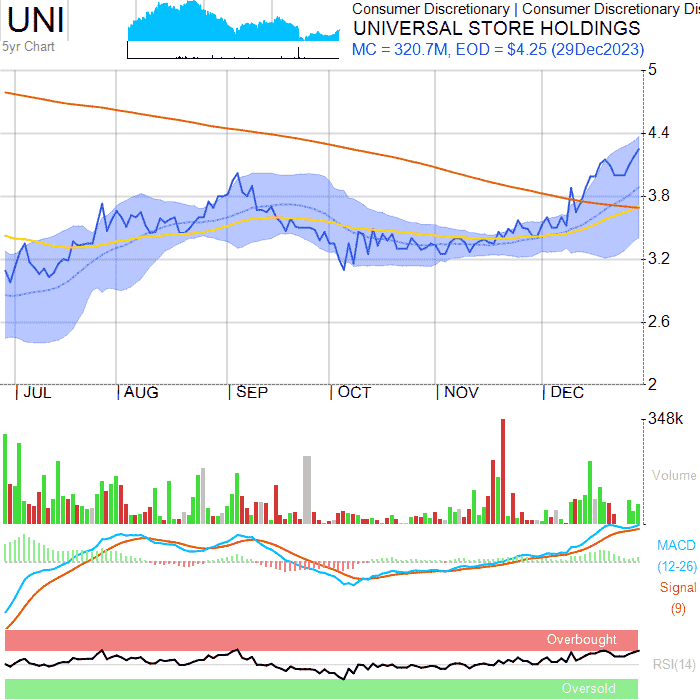 UNI
5yr Chart
Consumer Discretionary | Consumer Discretionary Dis
UNIVERSAL STORE HOLDINGS
MC = 320.7M, EOD = $4.25 (29Dec2023)
5
4.4
3.8
3.2
2.6
2
JUL AUG SEP OCT NOV DEC
348k
Volume
MACD
(12-26)
Signal
(9)
Overbought
RSI(14)
Oversold